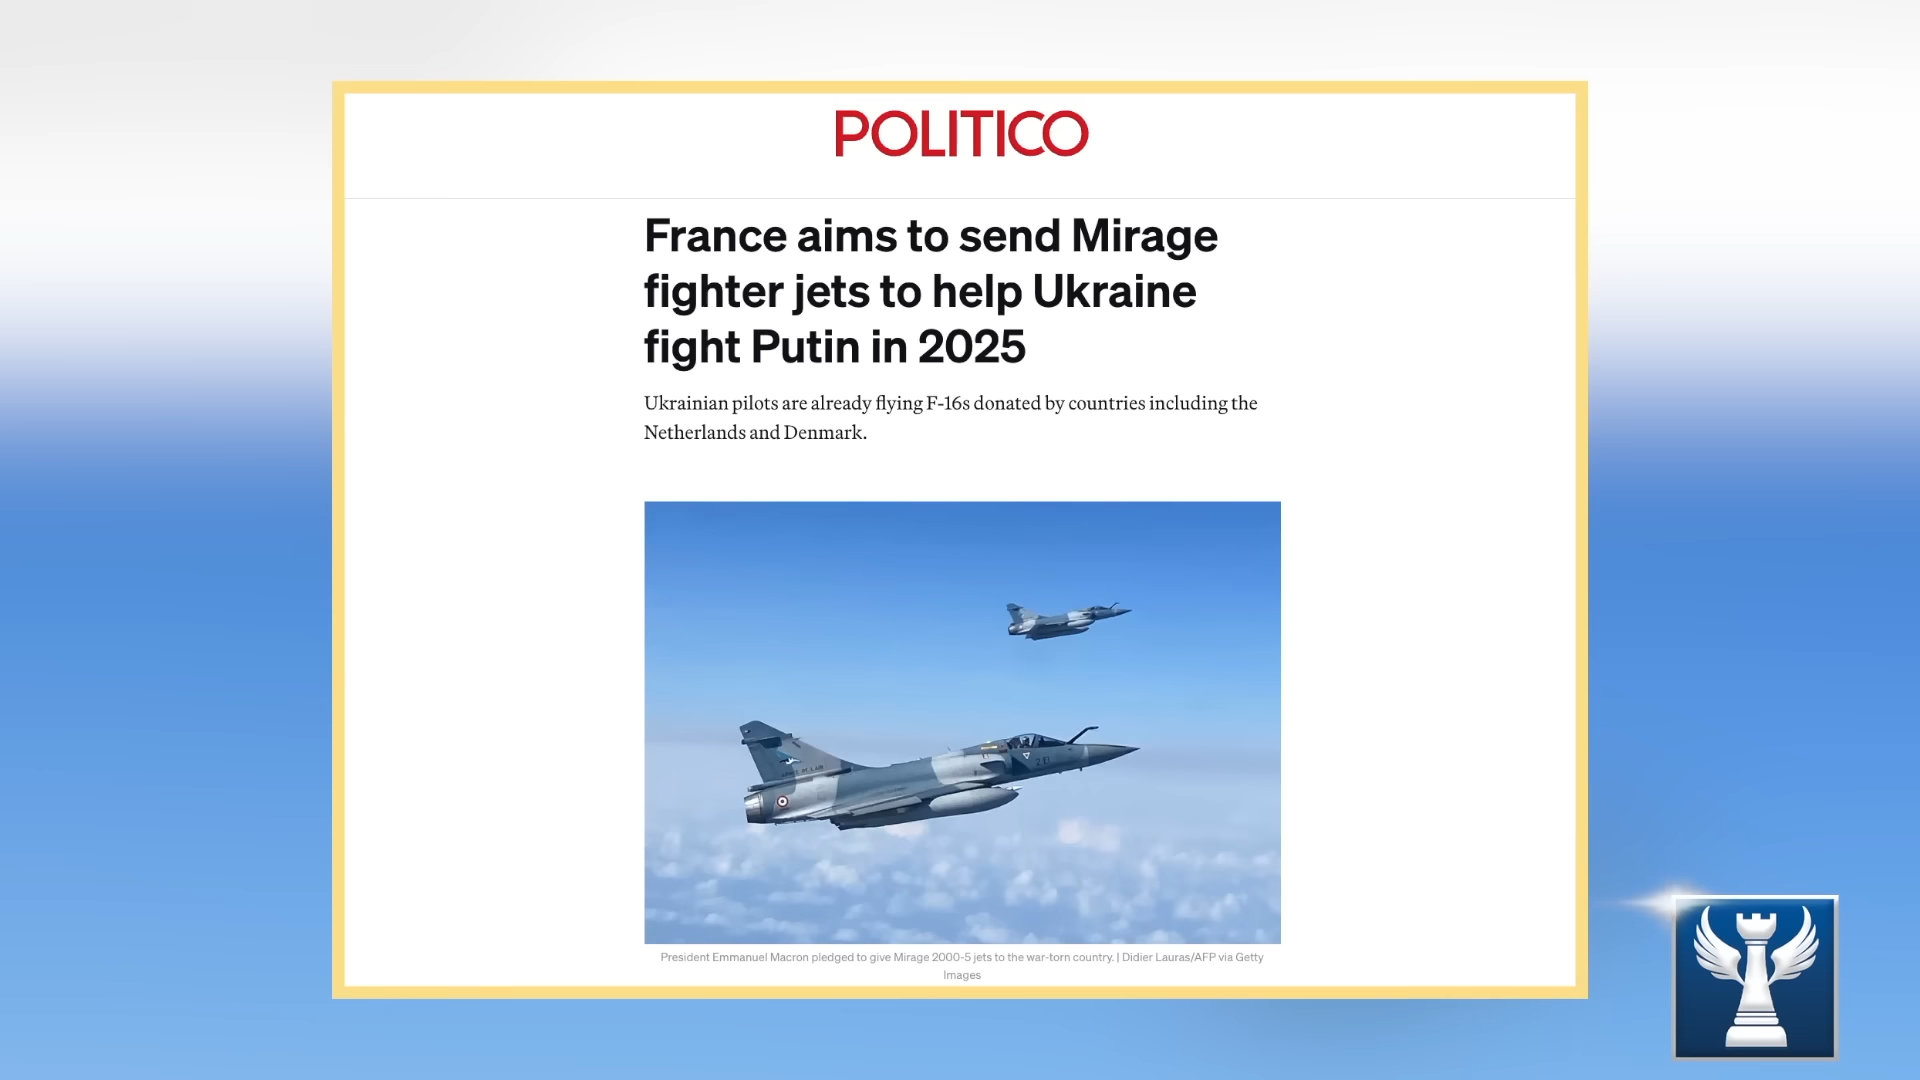 POLITICO
France aims to send Mirage
fighter jets to help Ukraine
fight Putin in 2025
Ukrainian pilots are already flying F-16s donated by countries including the
Netherlands and Denmark.
President Emmanuel Macron pledged to give Mirage 2000-5 jets to the war-torn country. | Didier Lauras/AFP via Getty
Images